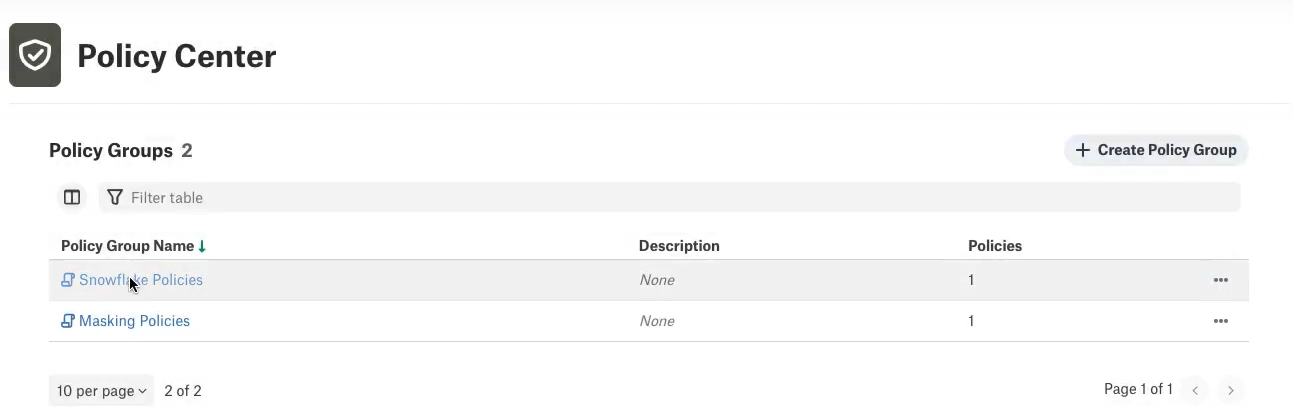 Policy Center
Policy Groups 2
+ Create Policy Group
Filter table
Policy Group Name ↓ Description Policies
Snowflake Policies None 1 •••
Masking Policies None 1 •••
10 per page 2 of 2 Page 1 of 1 < >